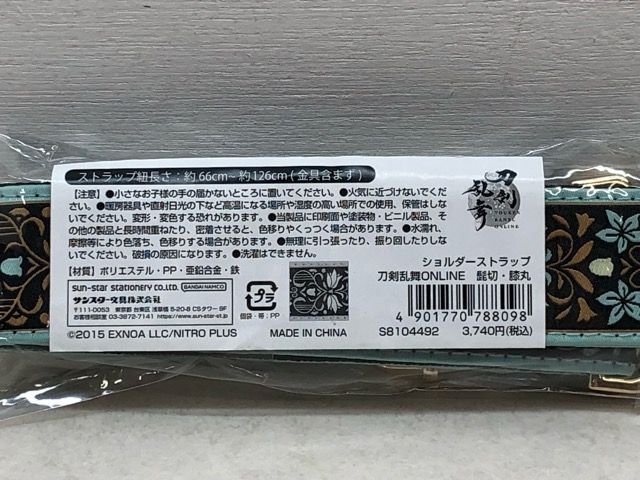 ストラップ紐長さ：約 66cm~ 約126cm ( 金具含まず )
【注意】●小さなお子様の手の届かないところに置いてください。●火気に近づけないでください。
●暖房器具や直射日光の下など高温になる場所や湿度の高い場所での使用、保管はしないでください。変形・変色する恐れがあります。●当製品に印刷面や塗装物・ビニル製品、その他の製品と長時間重ねたり、密着させると、色移りやくっつく場合があります。●水濡れ、摩擦等により色落ち、色移りする場合があります。●無理に引っ張ったり、振り回したりしないでください。破損の原因になります。●洗濯はできません。
【材質】ポリエステル・PP・亜鉛合金・鉄
刀剣乱舞
TOUKEN
RANBU
ONLINE
sun-star stationery co.,ltd.
BANDAI NAMCO
サンスター文具株式会社
〒111-0053 東京都 台東区 浅草橋 5-20-8 CSタワー 8F
お客様相談室 03-3872-7141 https://www.sun-star-st.jp
プラ
個袋・帯：PP
©2015 EXNOA LLC/NITRO PLUS
MADE IN CHINA
ショルダーストラップ
刀剣乱舞ONLINE 髭切・膝丸
4 901770 788098
SB104492 3,740円(税込)